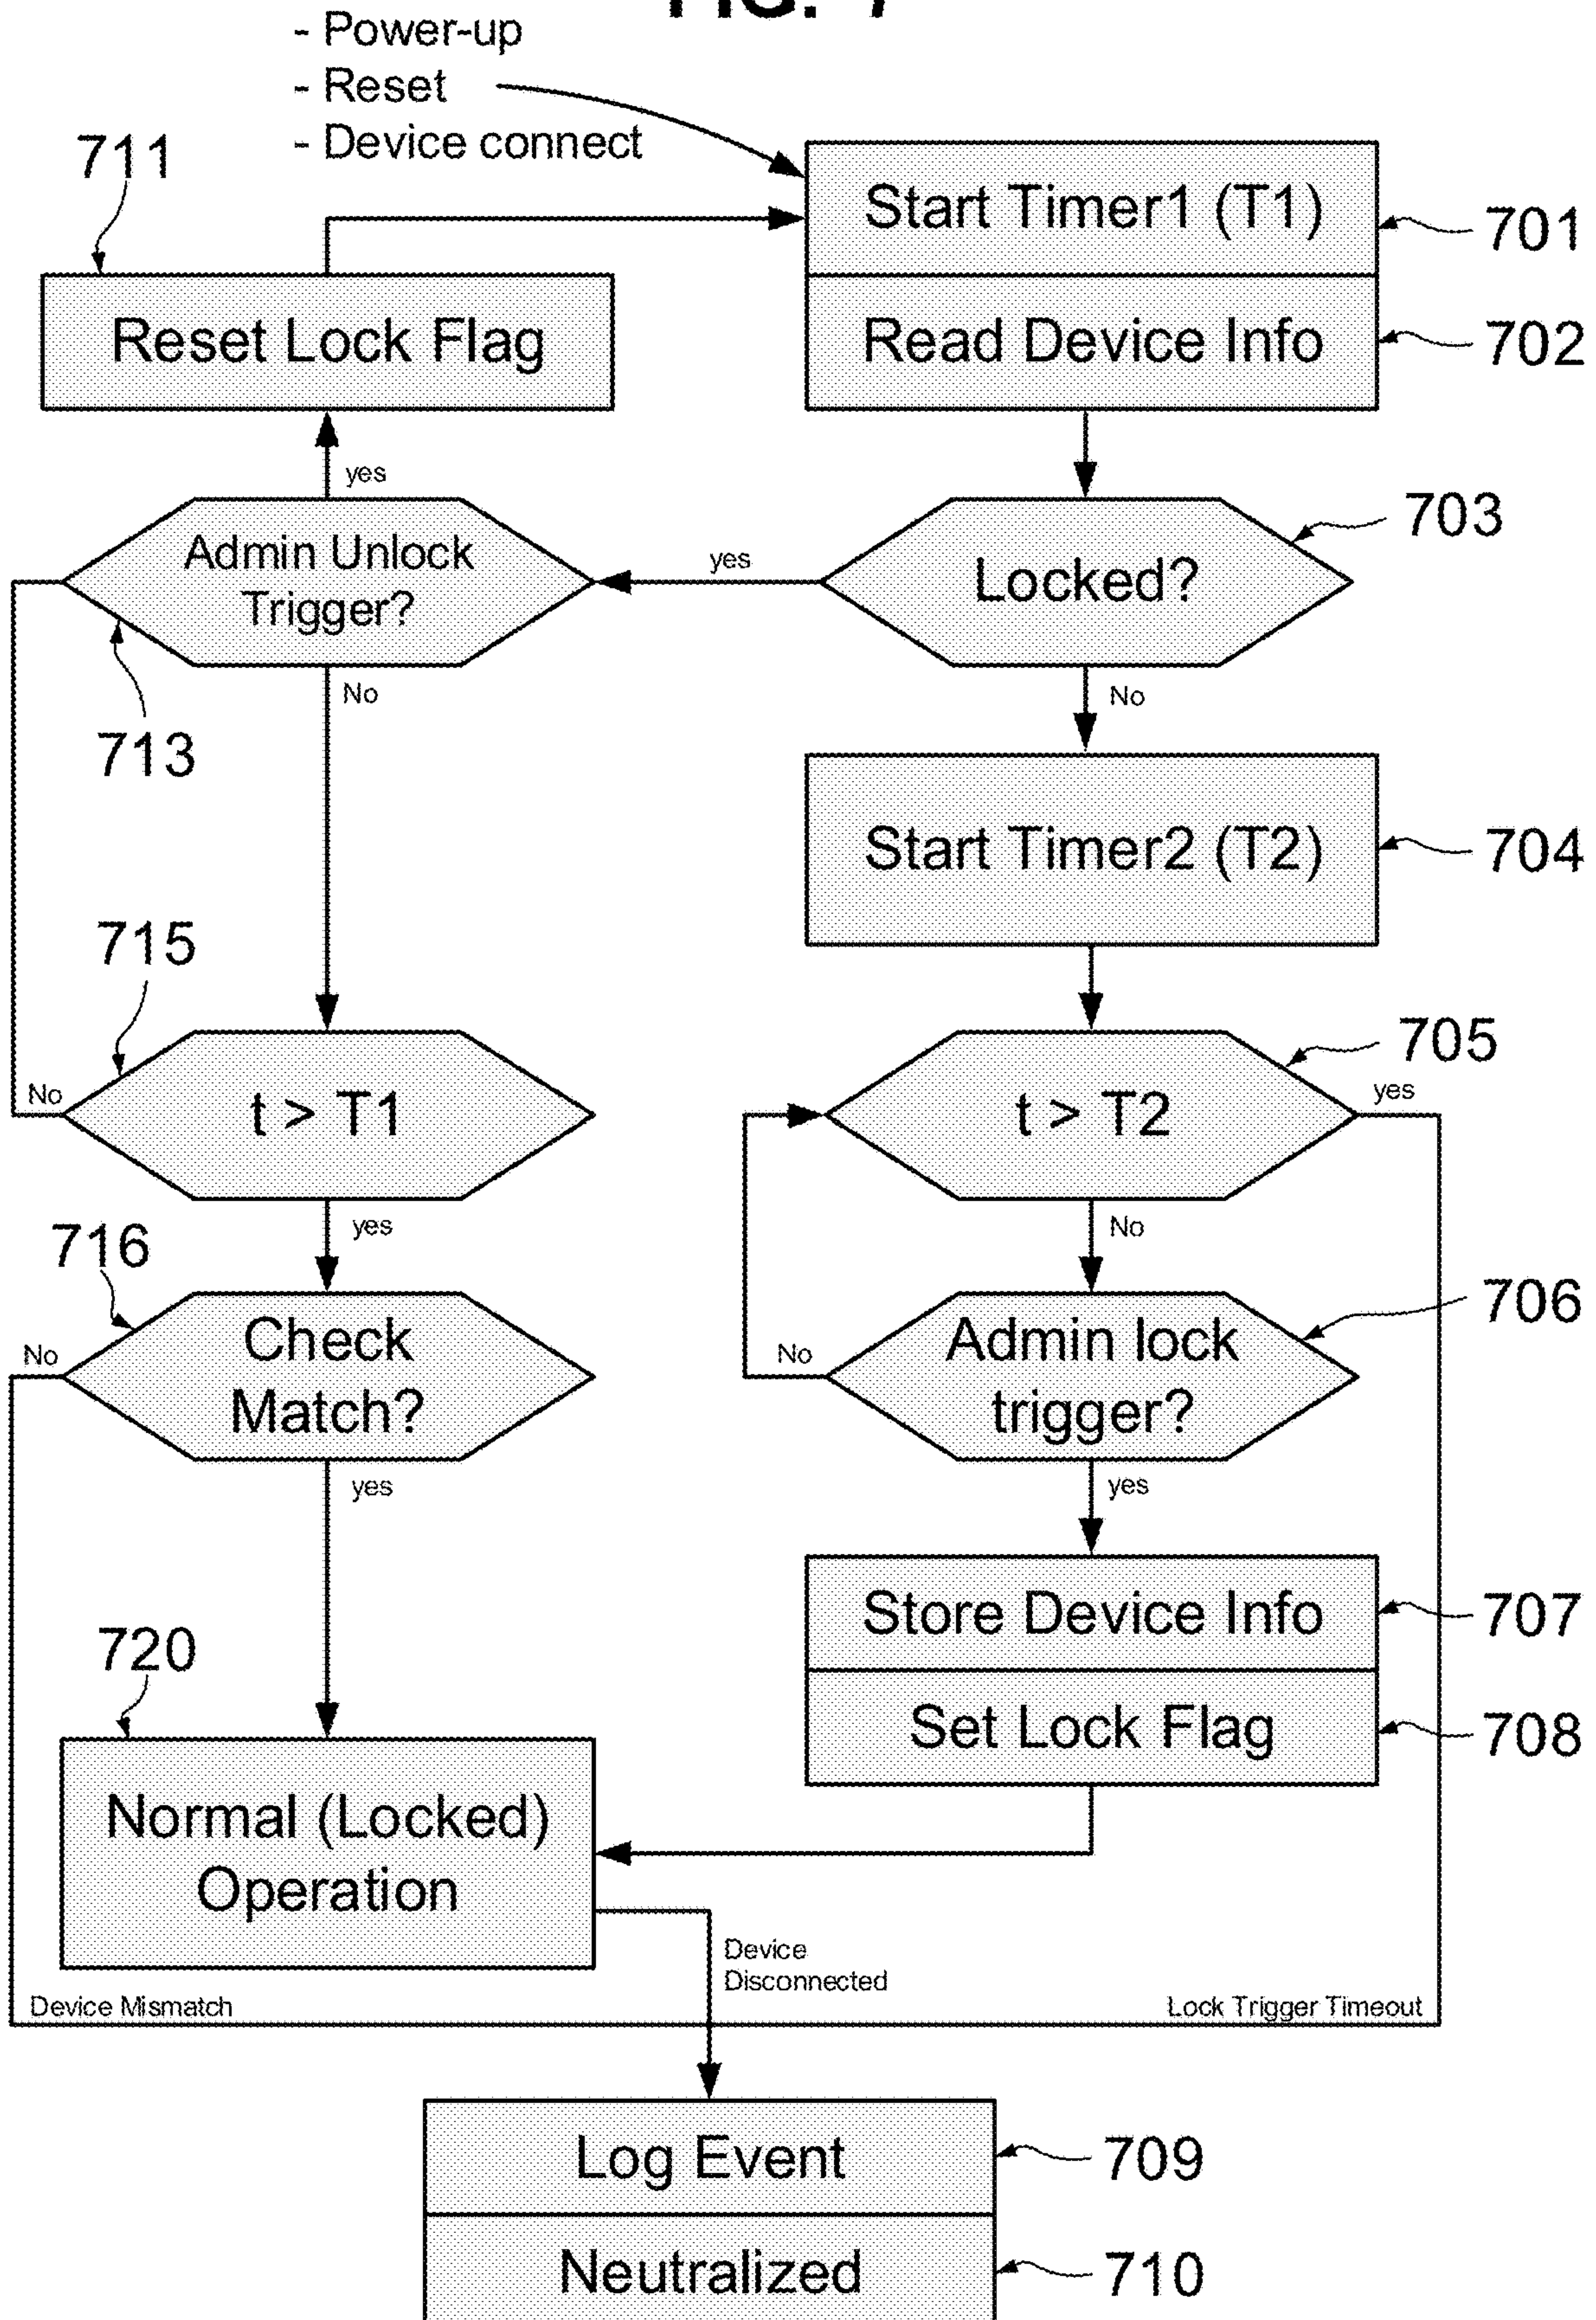 - Power-up
- Reset
- Device connect
711
Start Timer1 (T1)
701
Reset Lock Flag
Read Device Info
702
yes
703
Admin Unlock
Trigger?
yes
Locked?
No
No
713
Start Timer2 (T2)
704
715
705
No
t > T1
t > T2
yes
yes
No
716
706
No
Check
Match?
No
Admin lock
trigger?
yes
yes
Store Device Info
707
720
Set Lock Flag
708
Normal (Locked)
Operation
Device
Disconnected
Device Mismatch
Lock Trigger Timeout
Log Event
709
Neutralized
710